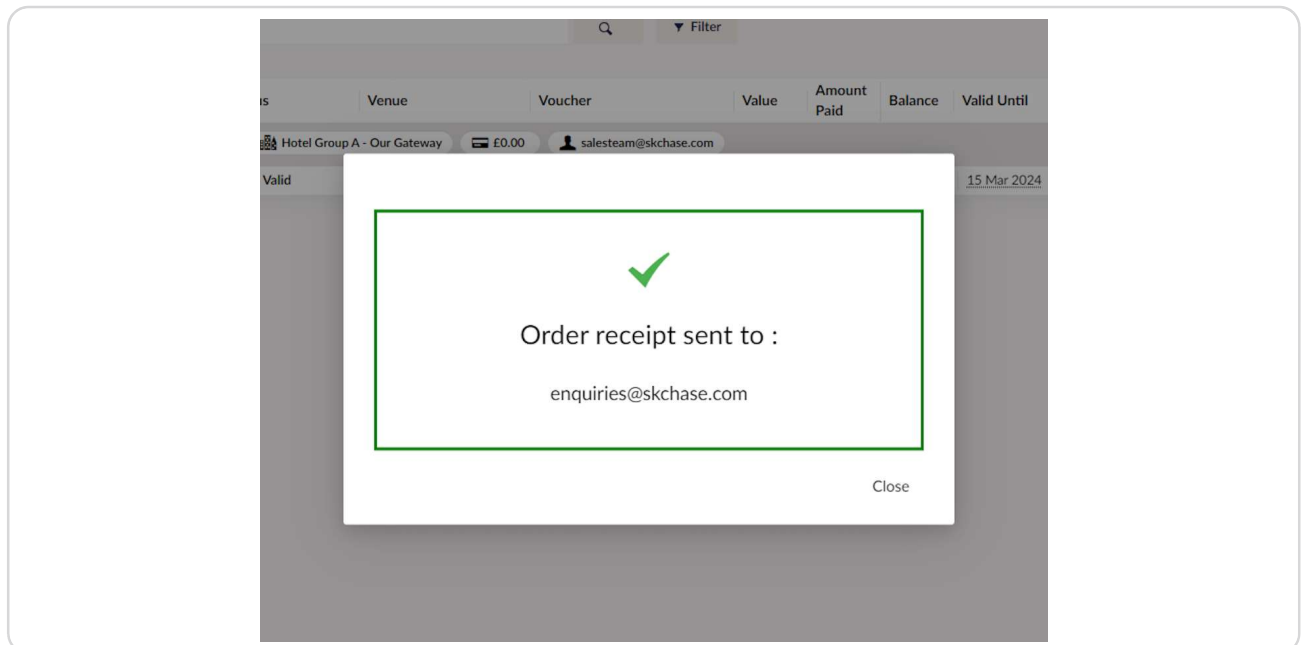 Filter
us Venue Voucher Value Amount Paid Balance Valid Until
Hotel Group A - Our Gateway £0.00 salesteam@skchase.com
Valid 15 Mar 2024
Order receipt sent to :
enquiries@skchase.com
Close